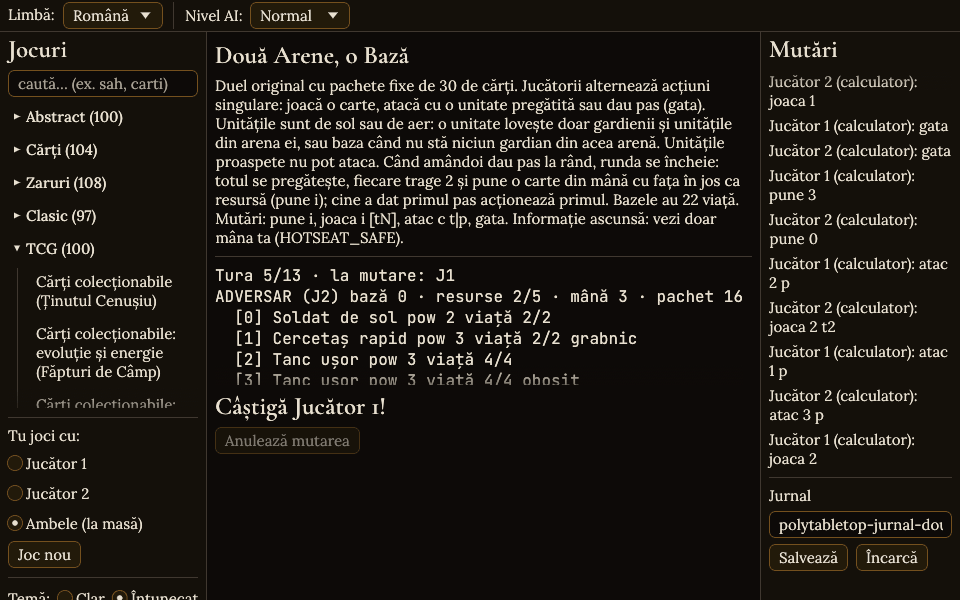 Limbă:
Română
Nivel AI:
Normal
Jocuri
caută... (ex. sah, carti)
Abstract (100)
Cărți (104)
Zaruri (108)
Clasic (97)
TCG (100)
Cărți colecționabile
(Ținutul Cenușiu)
Cărți colecționabile:
evoluție și energie
(Făpturi de Câmp)
Cărți colecționabile:
Tu joci cu:
Jucător 1
Jucător 2
Ambele (la masă)
Joc nou
Temă:
Clar
Întunecat
Două Arene, o Bază
Duel original cu pachete fixe de 30 de cărți. Jucătorii alternează acțiuni
singulare: joacă o carte, atacă cu o unitate pregătită sau dau pas (gata).
Unitățile sunt de sol sau de aer: o unitate lovește doar gardienii și unitățile
din arena ei, sau baza când nu stă niciun gardian din acea arenă. Unitățile
proaspete nu pot ataca. Când amândoi dau pas la rând, runda se încheie:
totul se pregătește, fiecare trage 2 și pune o carte din mână cu fața în jos ca
resursă (pune i); cine a dat primul pas acționează primul. Bazele au 22 viață.
Mutări: pune i, joaca i [tN], atac c t|p, gata. Informație ascunsă: vezi doar
mâna ta (HOTSEAT_SAFE).
Tura 5/13 · la mutare: J1
ADVERSAR (J2) bază 0 · resurse 2/5 · mână 3 · pachet 16
[0] Soldat de sol pow 2 viață 2/2
[1] Cercetaș rapid pow 3 viață 2/2 grabnic
[2] Tanc ușor pow 3 viață 4/4
[3] Tanc ușor pow 3 viață 4/4 obosit
Câștigă Jucător 1!
Anulează mutarea
Mutări
Jucător 2 (calculator):
joaca 1
Jucător 1 (calculator): gata
Jucător 2 (calculator): gata
Jucător 1 (calculator):
pune 3
Jucător 2 (calculator):
pune 0
Jucător 1 (calculator): atac
2 p
Jucător 2 (calculator):
joaca 2 t2
Jucător 1 (calculator): atac
1 p
Jucător 2 (calculator):
atac 3 p
Jucător 1 (calculator):
joaca 2
Jurnal
polytabletop-jurnal-dou
Salvează
Încarcă